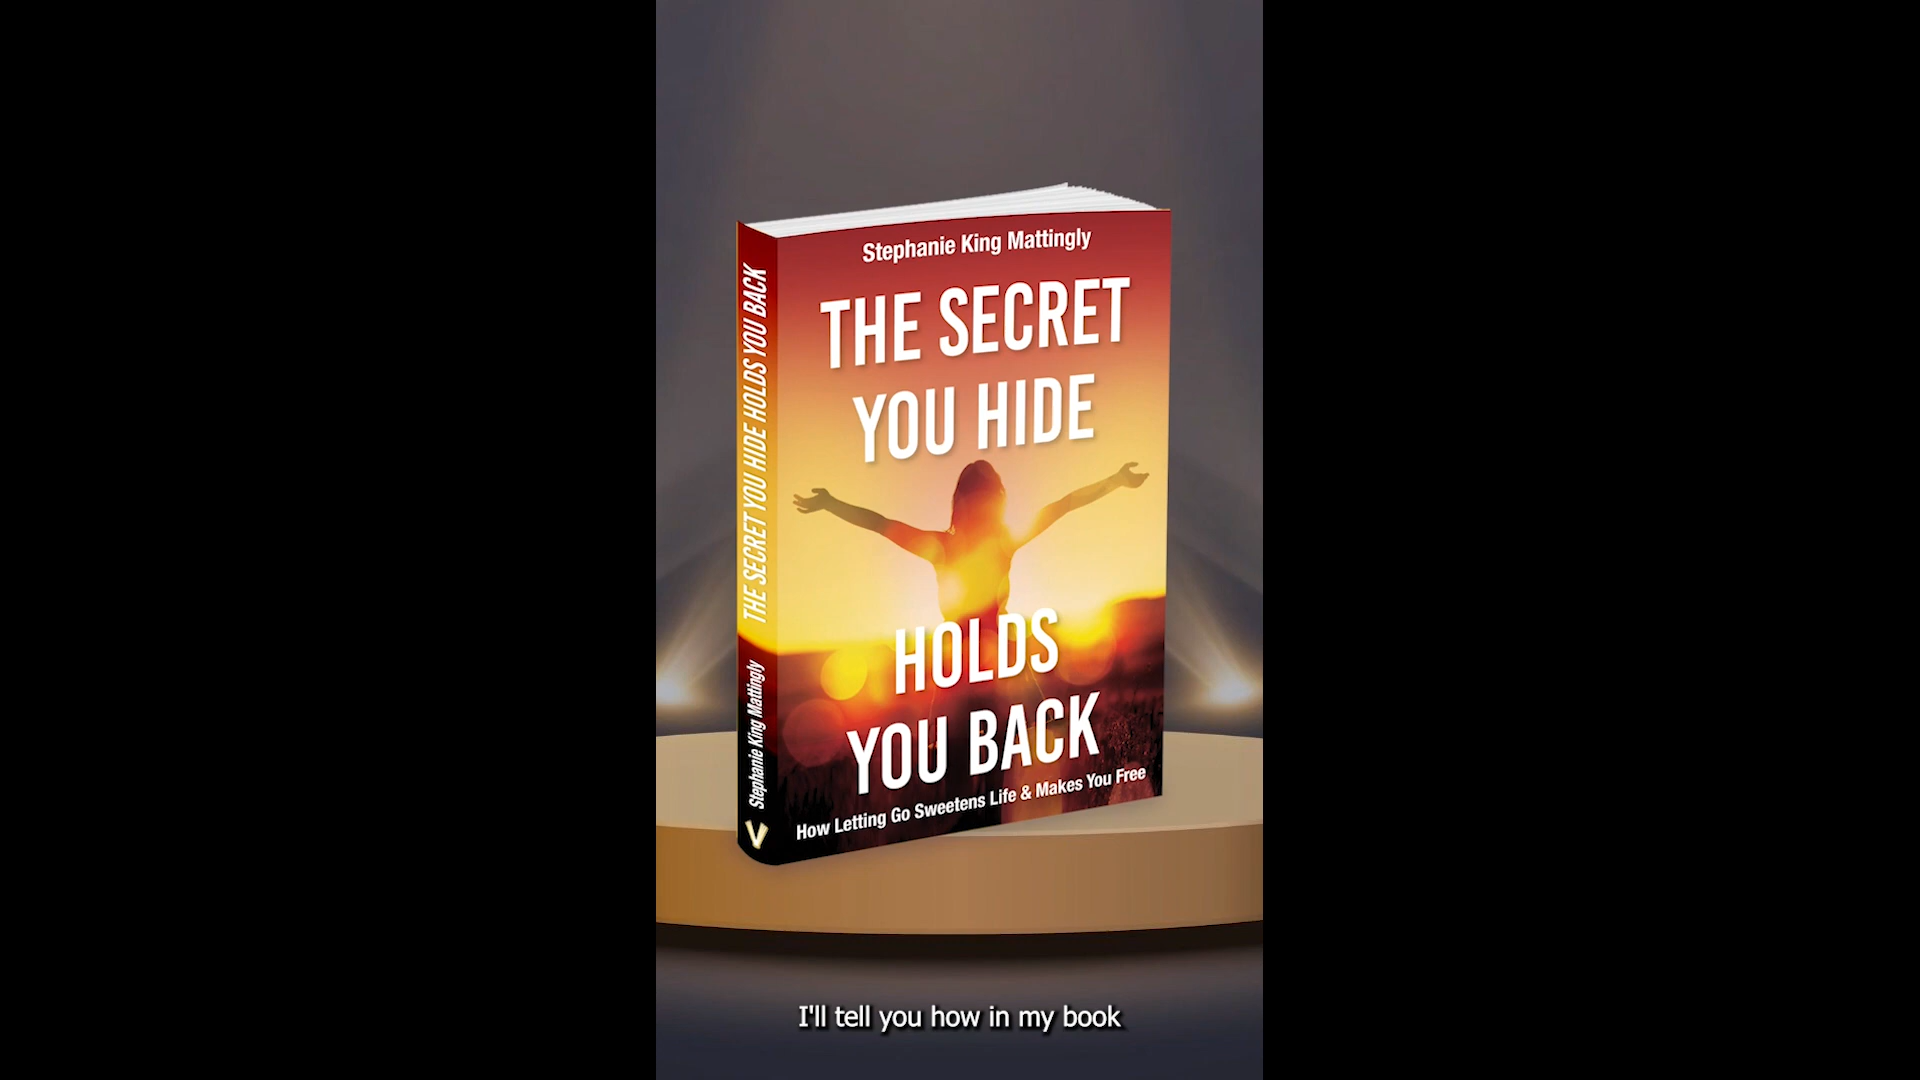 Stephanie King Mattingly
THE SECRET
YOU HIDE
HOLDS
YOU BACK
How Letting Go Sweetens Life & Makes You Free
THE SECRET YOU HIDE HOLDS YOU BACK
Stephanie King Mattingly
V
I'll tell you how in my book